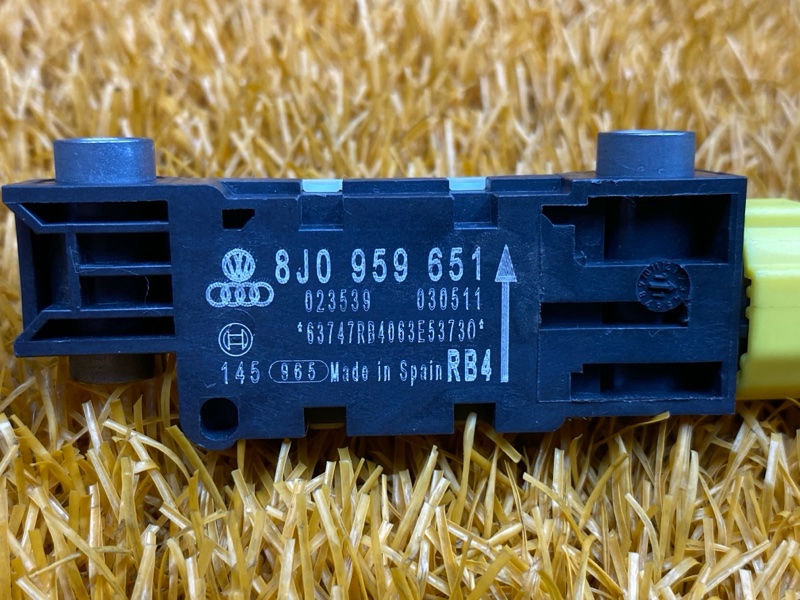 8J0 959 651
023539 030511
*63747RB4063E53730*
145 965 Made in Spain RB4